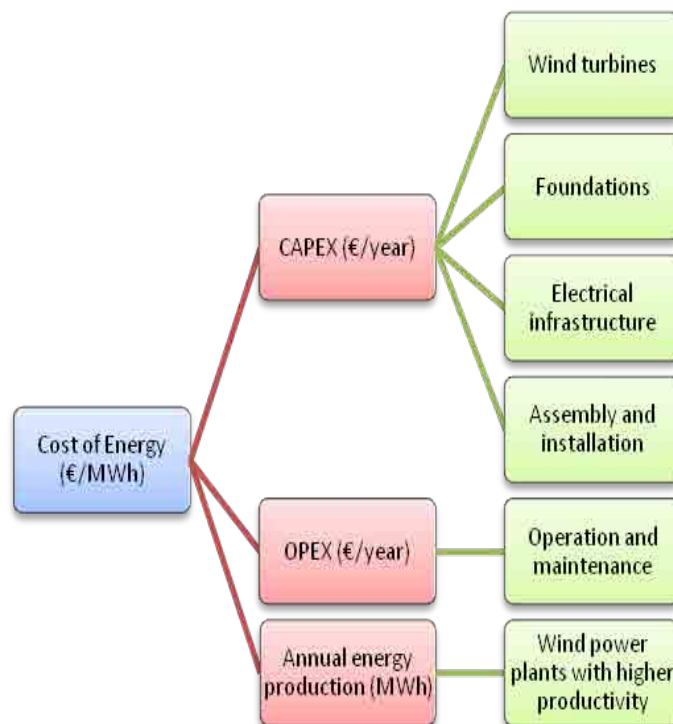 Wind turbines
Foundations
CAPEX (€/year)
Electrical
infrastructure
Assembly and
installation
Cost of Energy
(€/MWh)
OPEX (€/year)
Operation and
maintenance
Annual energy
production (MWh)
Wind power
plants with higher
productivity